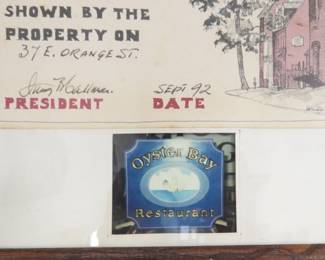 SHOWN BY THE
PROPERTY ON
37 E. ORANGE ST.
PRESIDENT
SEPT 92
DATE
Oyster Bay
Restaurant